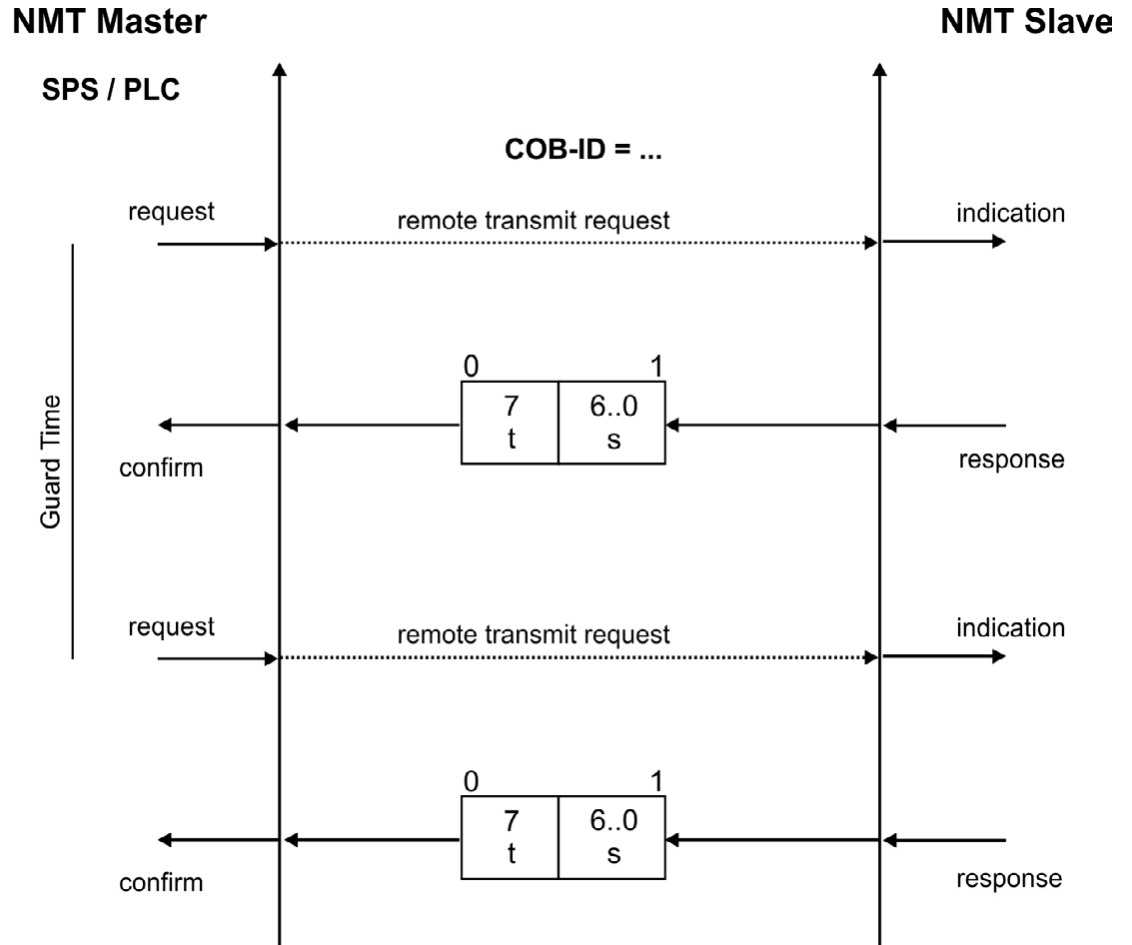 NMT Master
NMT Slave
SPS / PLC
COB-ID = ...
request
remote transmit request
indication
0
1
7
6..0
t
s
confirm
response
Guard Time
request
remote transmit request
indication
0
1
7
6..0
t
s
confirm
response